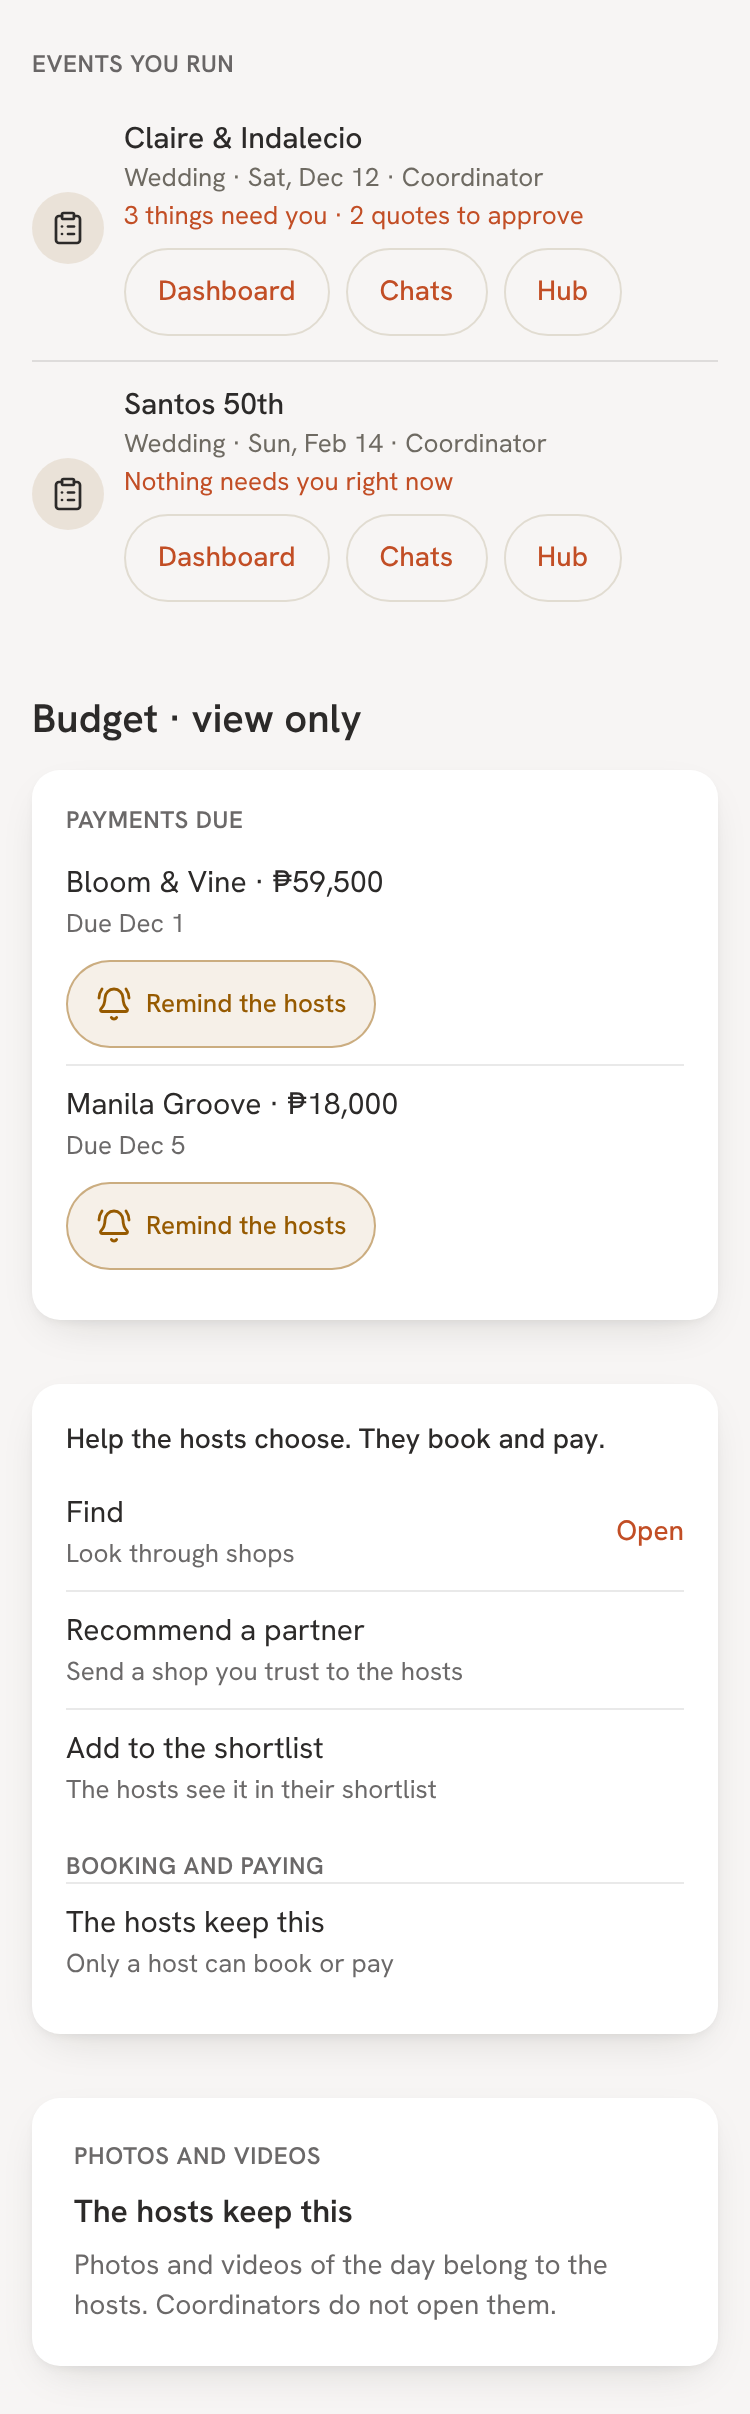 EVENTS YOU RUN
Claire & Indalecio
Wedding · Sat, Dec 12 · Coordinator
3 things need you · 2 quotes to approve
Dashboard
Chats
Hub
Santos 50th
Wedding · Sun, Feb 14 · Coordinator
Nothing needs you right now
Dashboard
Chats
Hub
Budget · view only
PAYMENTS DUE
Bloom & Vine · ₱59,500
Due Dec 1
Remind the hosts
Manila Groove · ₱18,000
Due Dec 5
Remind the hosts
Help the hosts choose. They book and pay.
Find
Look through shops
Open
Recommend a partner
Send a shop you trust to the hosts
Add to the shortlist
The hosts see it in their shortlist
BOOKING AND PAYING
The hosts keep this
Only a host can book or pay
PHOTOS AND VIDEOS
The hosts keep this
Photos and videos of the day belong to the
hosts. Coordinators do not open them.